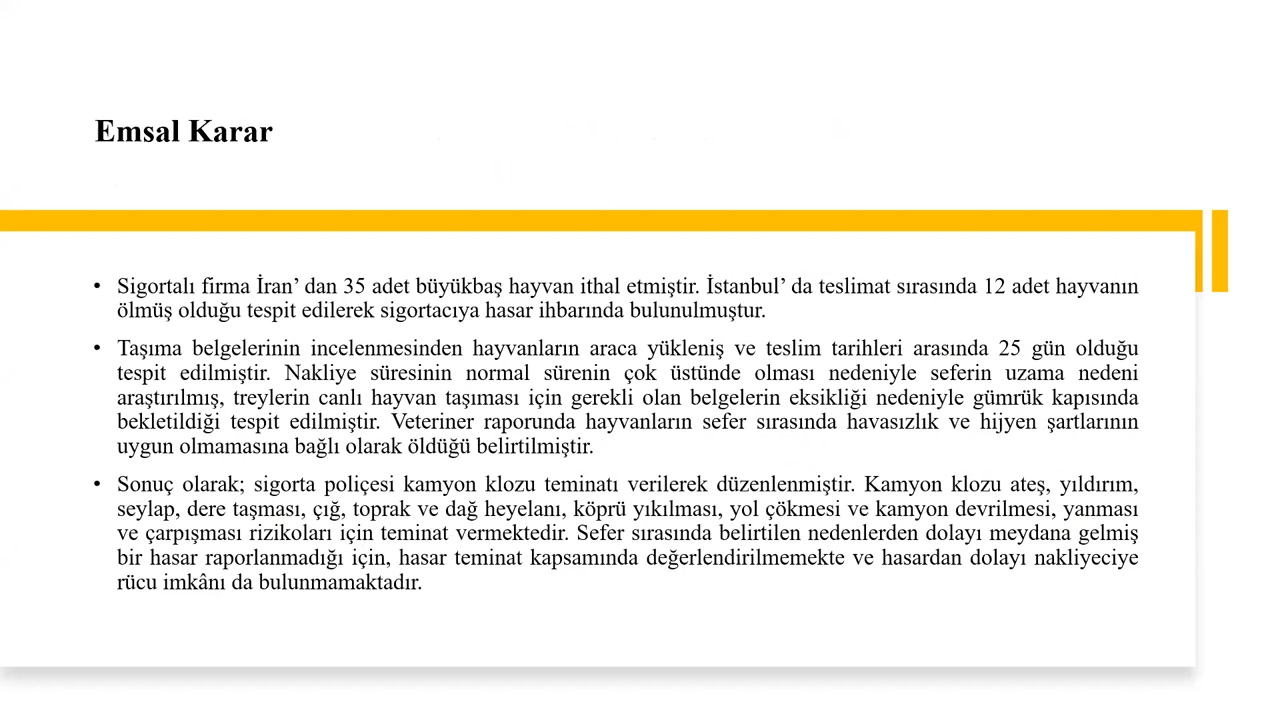 Emsal Karar
• Sigortalı firma İran’ dan 35 adet büyükbaş hayvan ithal etmiştir. İstanbul’ da teslimat sırasında 12 adet hayvanın
ölmüş olduğu tespit edilerek sigortacıya hasar ihbarında bulunulmuştur.
• Taşıma belgelerinin incelenmesinden hayvanların araca yükleniş ve teslim tarihleri arasında 25 gün olduğu
tespit edilmiştir. Nakliye süresinin normal sürenin çok üstünde olması nedeniyle seferin uzama nedeni
araştırılmış, treylerin canlı hayvan taşıması için gerekli olan belgelerin eksikliği nedeniyle gümrük kapısında
bekletildiği tespit edilmiştir. Veteriner raporunda hayvanların sefer sırasında havasızlık ve hijyen şartlarının
uygun olmamasına bağlı olarak öldüğü belirtilmiştir.
• Sonuç olarak; sigorta poliçesi kamyon klozu teminatı verilerek düzenlenmiştir. Kamyon klozu ateş, yıldırım,
seylap, dere taşması, çığ, toprak ve dağ heyelanı, köprü yıkılması, yol çökmesi ve kamyon devrilmesi, yanması
ve çarpışması rizikoları için teminat vermektedir. Sefer sırasında belirtilen nedenlerden dolayı meydana gelmiş
bir hasar raporlanmadığı için, hasar teminat kapsamında değerlendirilmemekte ve hasardan dolayı nakliyeciye
rücu imkânı da bulunmamaktadır.